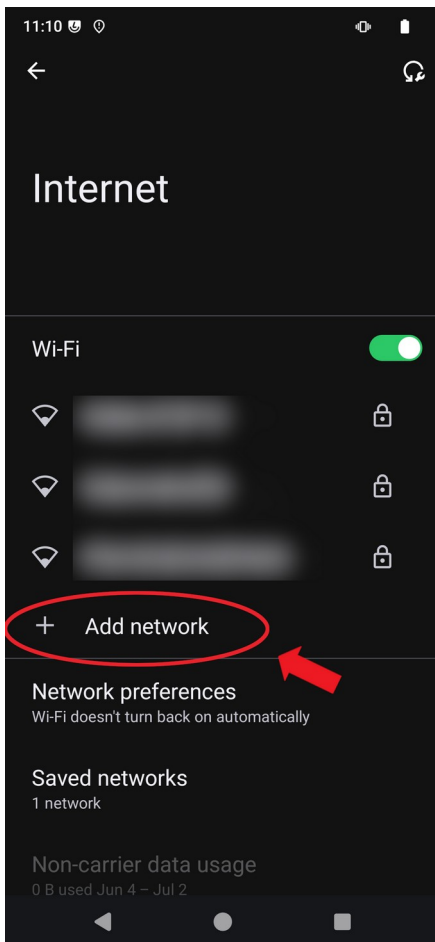 11:10
Internet
Wi-Fi
Add network
Network preferences
Wi-Fi doesn't turn back on automatically
Saved networks
1 network
Non-carrier data usage
0 B used Jun 4 – Jul 2